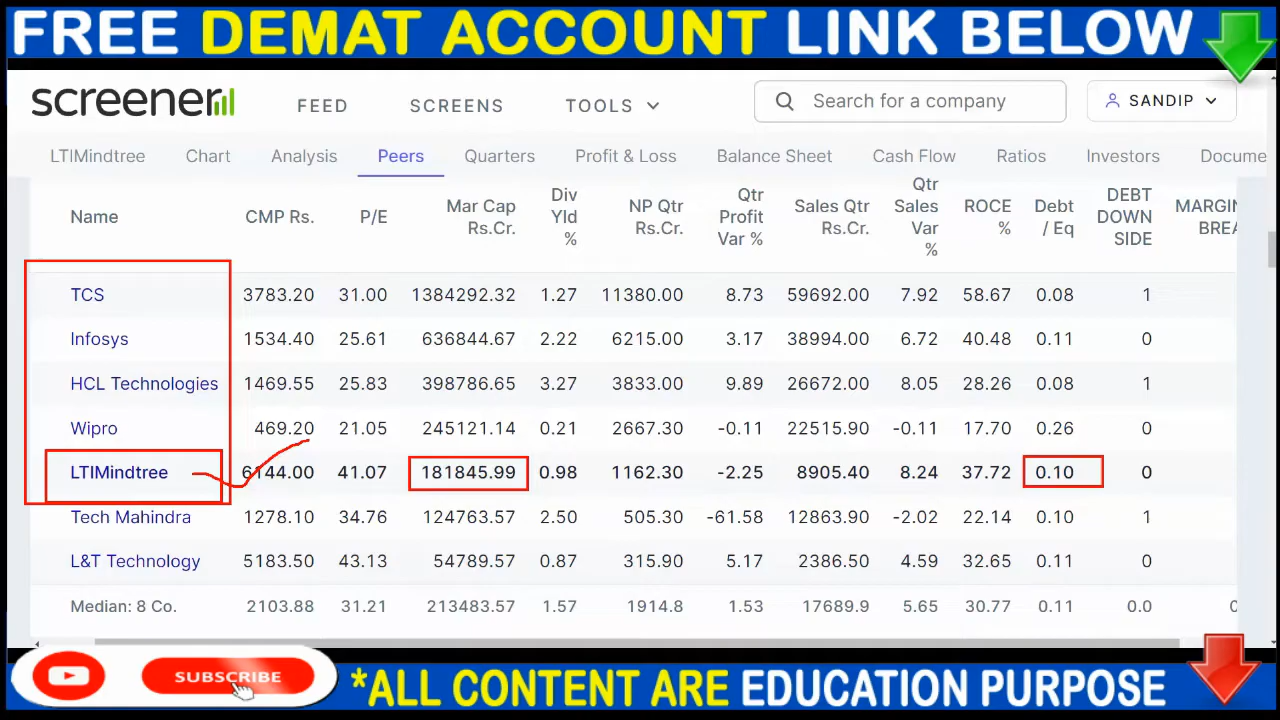 FREE DEMAT ACCOUNT LINK BELOW
screener FEED SCREENS TOOLS Search for a company SANDIP
LTIMindtree Chart Analysis Peers Quarters Profit & Loss Balance Sheet Cash Flow Ratios Investors Docume
Name CMP Rs. P/E Mar Cap Rs.Cr. Div Yld % NP Qtr Rs.Cr. Qtr Profit Var % Sales Qtr Rs.Cr. Qtr Sales Var % ROCE % Debt / Eq DEBT DOWN SIDE MARGIN BREA
TCS 3783.20 31.00 1384292.32 1.27 11380.00 8.73 59692.00 7.92 58.67 0.08 1
Infosys 1534.40 25.61 636844.67 2.22 6215.00 3.17 38994.00 6.72 40.48 0.11 0
HCL Technologies 1469.55 25.83 398786.65 3.27 3833.00 9.89 26672.00 8.05 28.26 0.08 1
Wipro 469.20 21.05 245121.14 0.21 2667.30 -0.11 22515.90 -0.11 17.70 0.26 0
LTIMindtree 6144.00 41.07 181845.99 0.98 1162.30 -2.25 8905.40 8.24 37.72 0.10 0
Tech Mahindra 1278.10 34.76 124763.57 2.50 505.30 -61.58 12863.90 -2.02 22.14 0.10 1
L&T Technology 5183.50 43.13 54789.57 0.87 315.90 5.17 2386.50 4.59 32.65 0.11 0
Median: 8 Co. 2103.88 31.21 213483.57 1.57 1914.8 1.53 17689.9 5.65 30.77 0.11 0.0
SUBSCRIBE *ALL CONTENT ARE EDUCATION PURPOSE